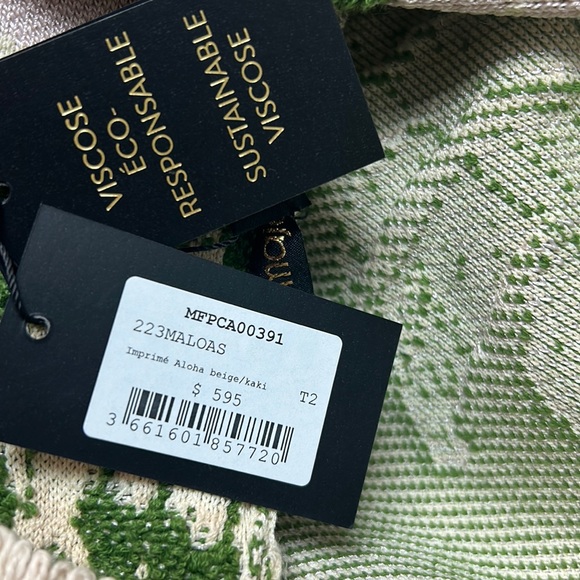 VISCOSE
ÉCO-
RESPONSABLE
SUSTAINABLE
VISCOSE
MFPCA00391
223MALOAS
Imprimé Aloha beige/kaki
$ 595
T2
3 661601 857720